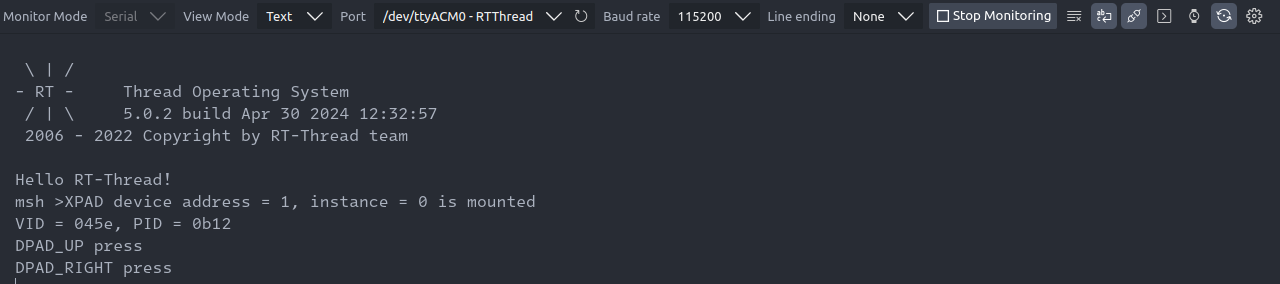 Monitor Mode Serial View Mode Text Port /dev/ttyACM0 - RTThread Baud rate 115200 Line ending None Stop Monitoring
\ | /
- RT -     Thread Operating System
/ | \     5.0.2 build Apr 30 2024 12:32:57
2006 - 2022 Copyright by RT-Thread team
Hello RT-Thread!
msh >XPAD device address = 1, instance = 0 is mounted
VID = 045e, PID = 0b12
DPAD_UP press
DPAD_RIGHT press